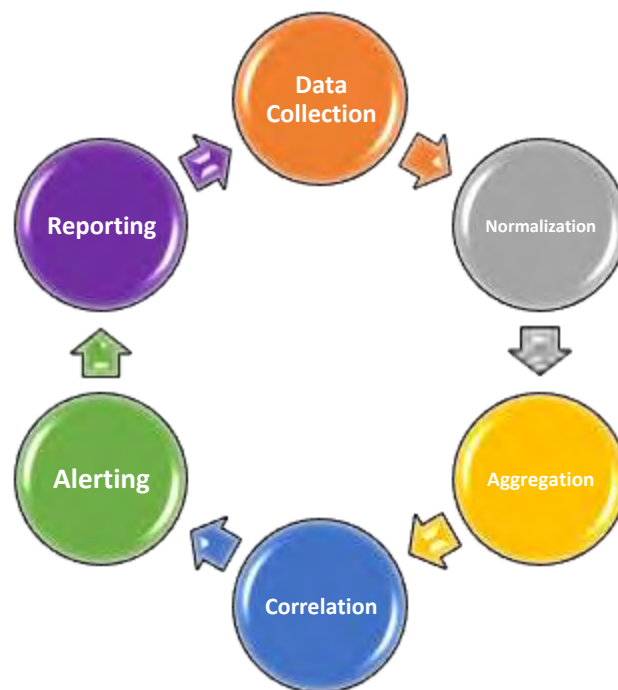 Data
Collection
Normalization
Aggregation
Correlation
Alerting
Reporting